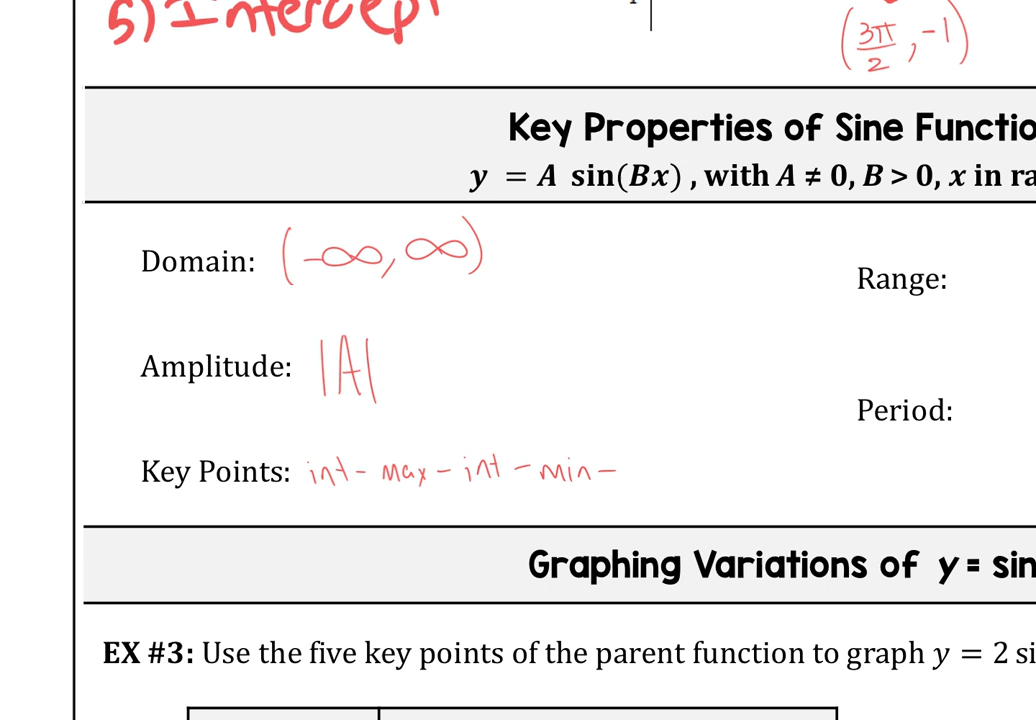 5) Intercept
(3π/2, -1)
Key Properties of Sine Functio
y = A sin(Bx) , with A ≠ 0, B > 0, x in ra
Domain: (-∞, ∞)
Range:
Amplitude: |A|
Period:
Key Points: int - max - int - min -
Graphing Variations of y = sin
EX #3: Use the five key points of the parent function to graph y = 2 si